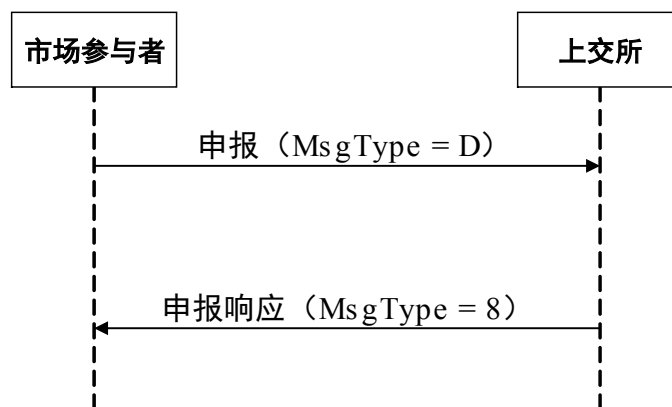 市场参与者
上交所
申报（MsgType = D）
申报响应（MsgType = 8）